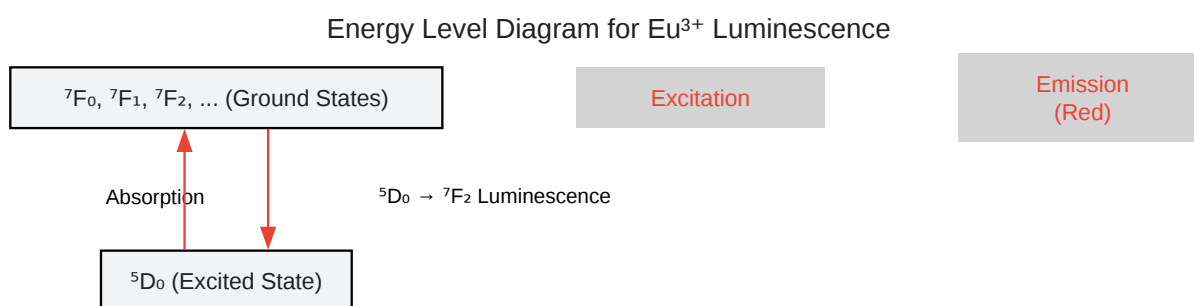 Energy Level Diagram for Eu³⁺ Luminescence
⁷F₀, ⁷F₁, ⁷F₂, ... (Ground States)
Excitation
Emission
(Red)
Absorption
⁵D₀ → ⁷F₂ Luminescence
⁵D₀ (Excited State)